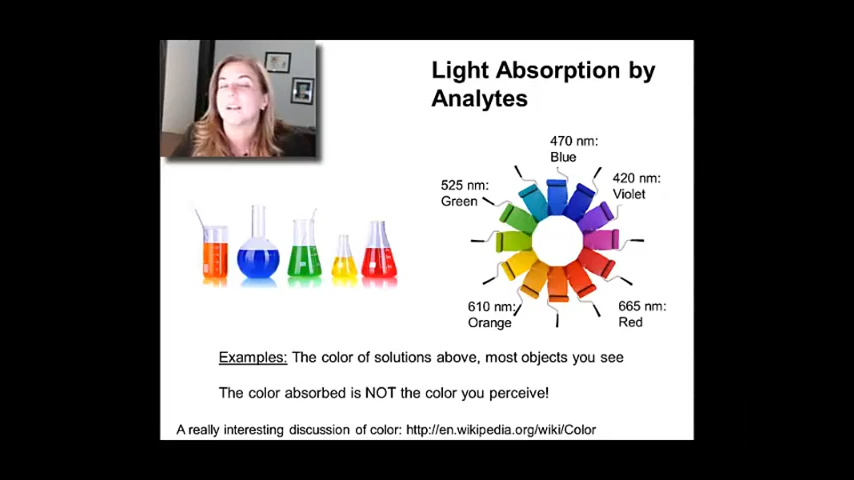 Light Absorption by
Analytes
470 nm:
Blue
420 nm:
Violet
525 nm:
Green
610 nm:
Orange
665 nm:
Red
Examples: The color of solutions above, most objects you see
The color absorbed is NOT the color you perceive!
A really interesting discussion of color: http://en.wikipedia.org/wiki/Color